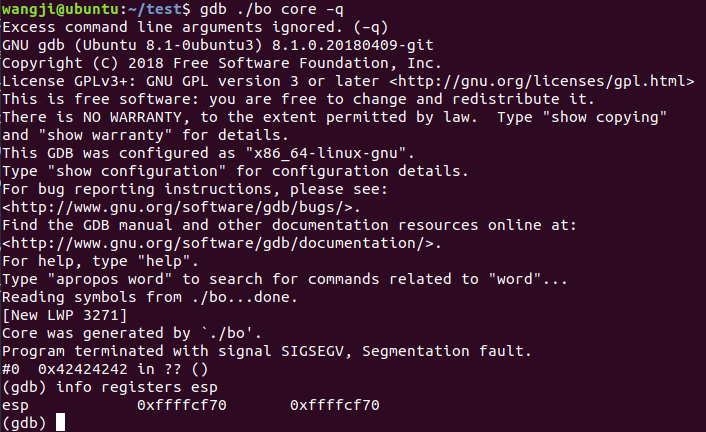 wangji@ubuntu:~/test$ gdb ./bo core –q
Excess command line arguments ignored. (–q)
GNU gdb (Ubuntu 8.1-0ubuntu3) 8.1.0.20180409-git
Copyright (C) 2018 Free Software Foundation, Inc.
License GPLv3+: GNU GPL version 3 or later <http://gnu.org/licenses/gpl.html>
This is free software: you are free to change and redistribute it.
There is NO WARRANTY, to the extent permitted by law.  Type "show copying"
and "show warranty" for details.
This GDB was configured as "x86_64-linux-gnu".
Type "show configuration" for configuration details.
For bug reporting instructions, please see:
<http://www.gnu.org/software/gdb/bugs/>.
Find the GDB manual and other documentation resources online at:
<http://www.gnu.org/software/gdb/documentation/>.
For help, type "help".
Type "apropos word" to search for commands related to "word"...
Reading symbols from ./bo...done.
[New LWP 3271]
Core was generated by `./bo'.
Program terminated with signal SIGSEGV, Segmentation fault.
#0  0x42424242 in ?? ()
(gdb) info registers esp
esp            0xffffcf70       0xffffcf70
(gdb)